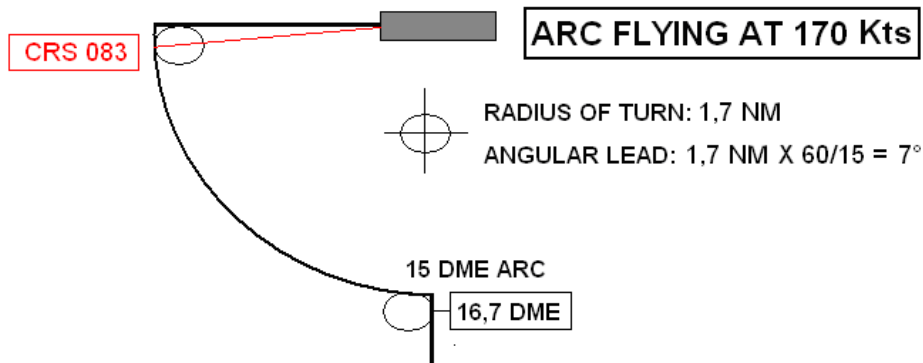 ARC FLYING AT 170 Kts
CRS 083
RADIUS OF TURN: 1,7 NM
ANGULAR LEAD: 1,7 NM X 60/15 = 7°
15 DME ARC
16,7 DME